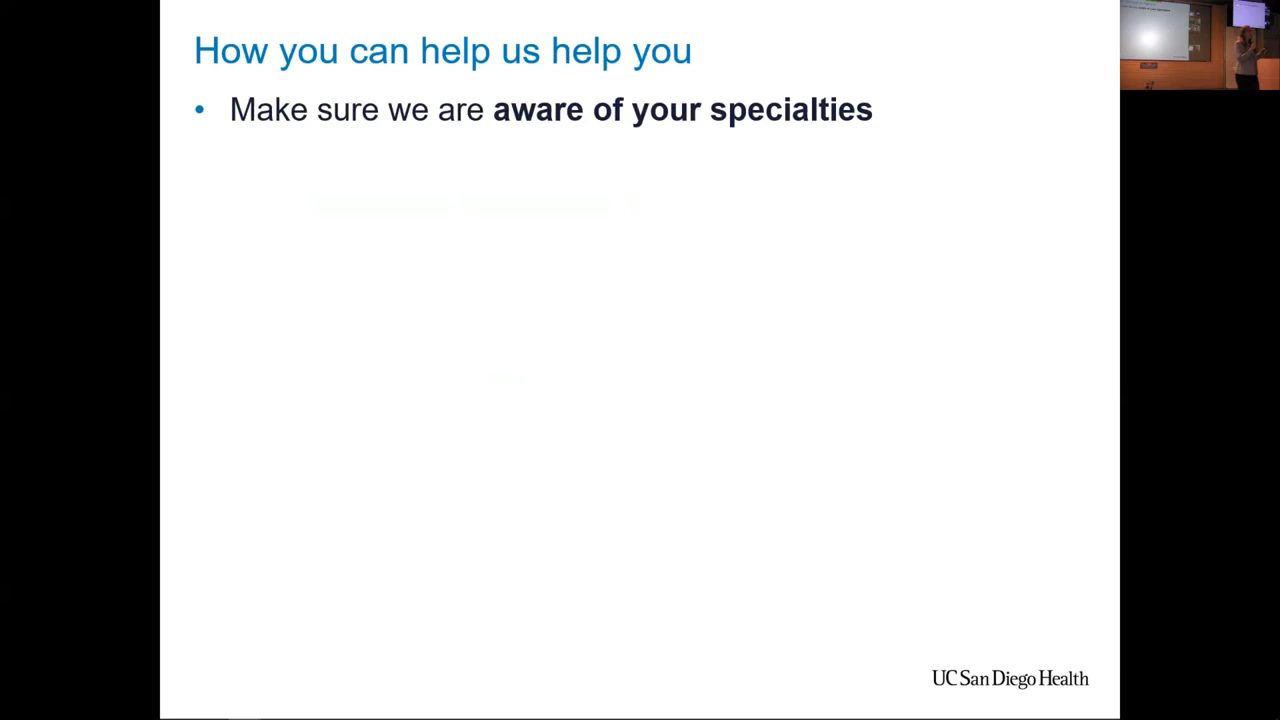 How you can help us help you
• Make sure we are aware of your specialties
UC San Diego Health